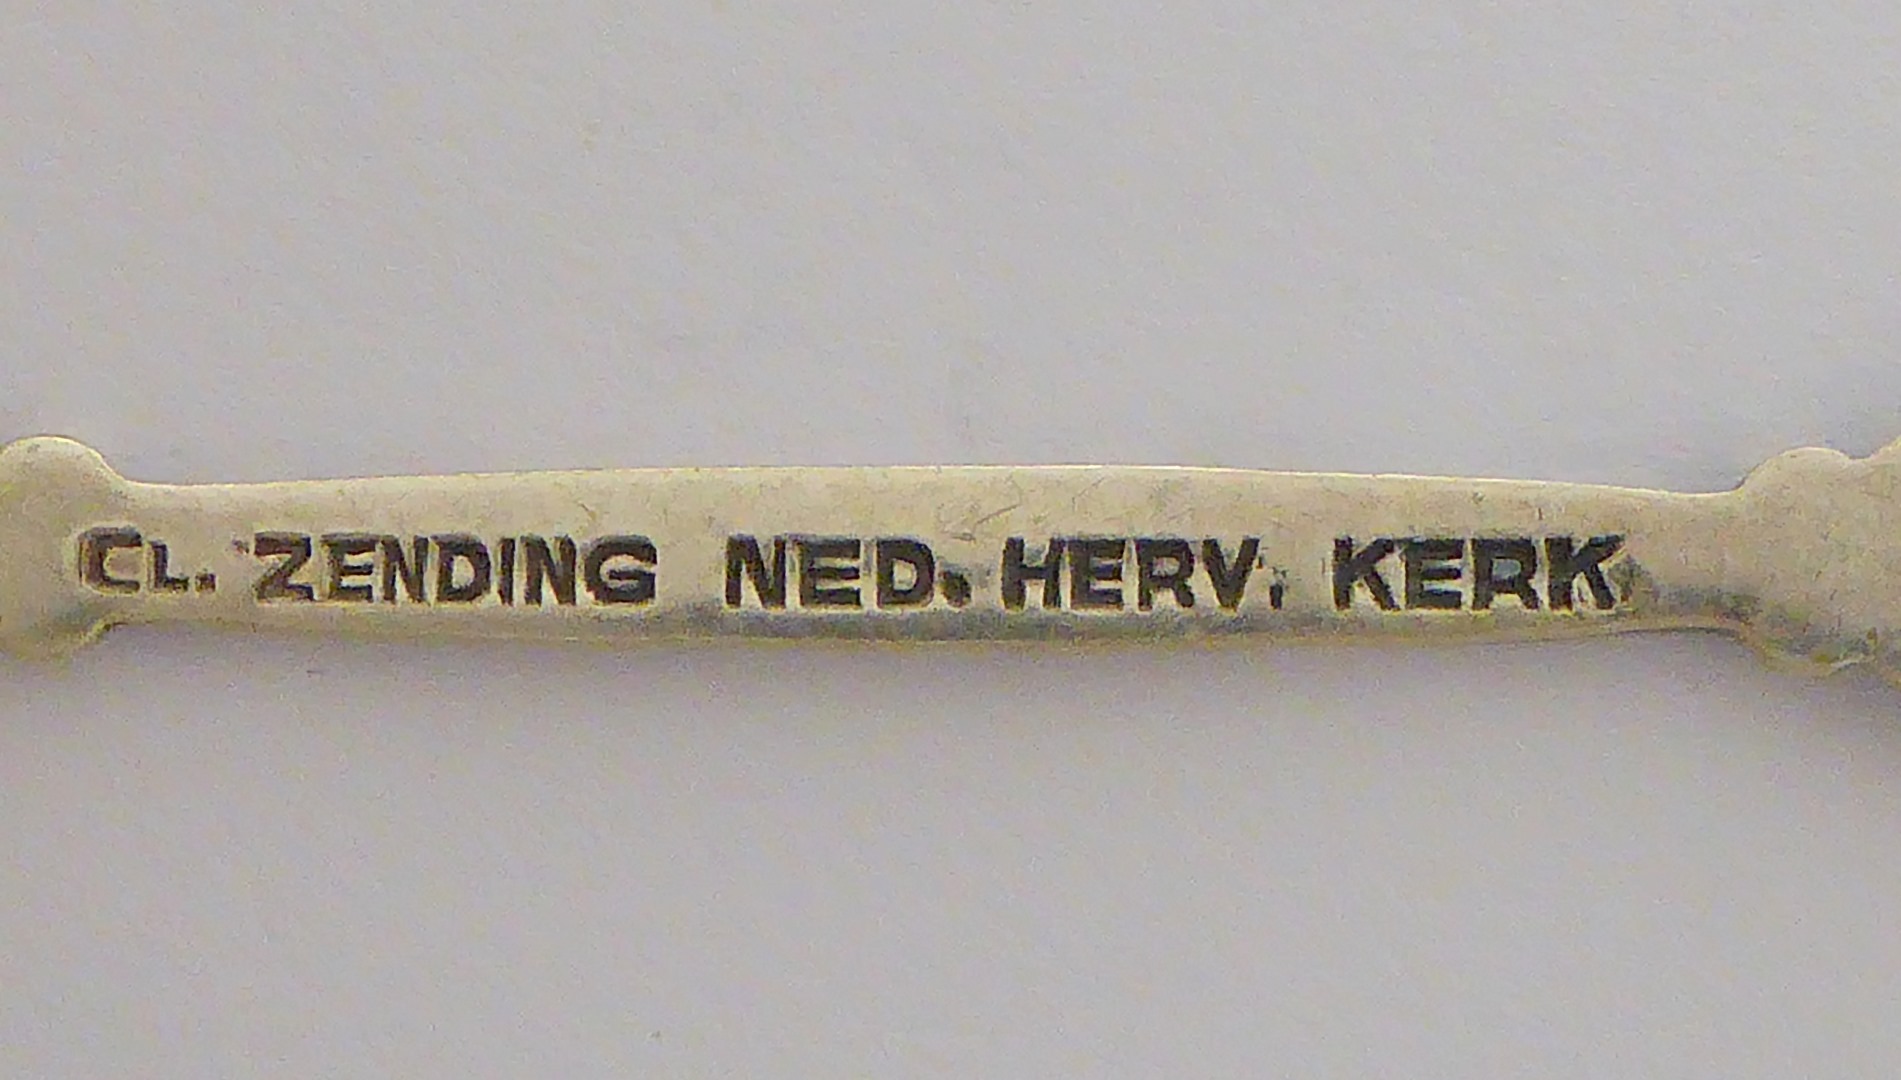 CL. ZENDING NED. HERV. KERK